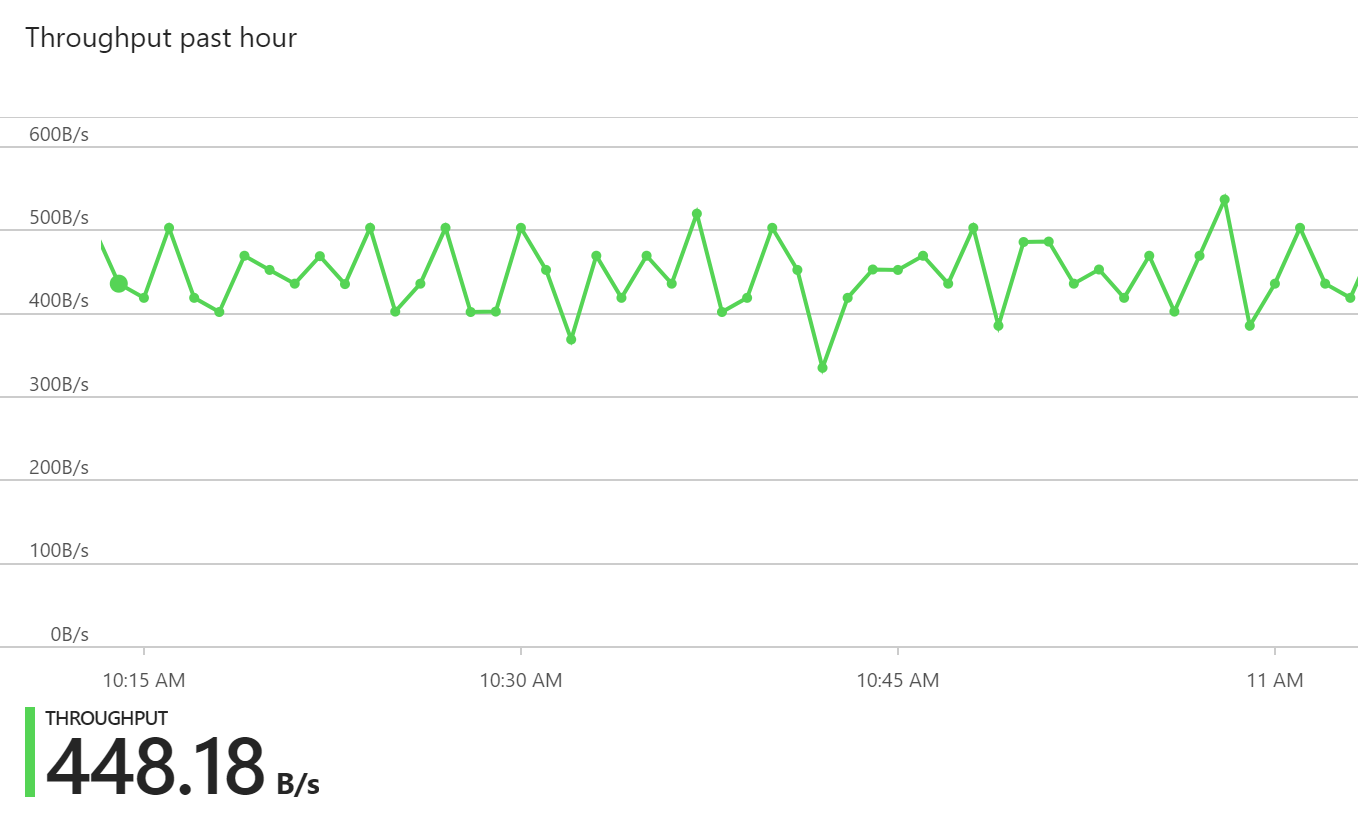 Throughput past hour
600B/s
500B/s
400B/s
300B/s
200B/s
100B/s
0B/s
10:15 AM 10:30 AM 10:45 AM 11 AM
THROUGHPUT
448.18 B/s